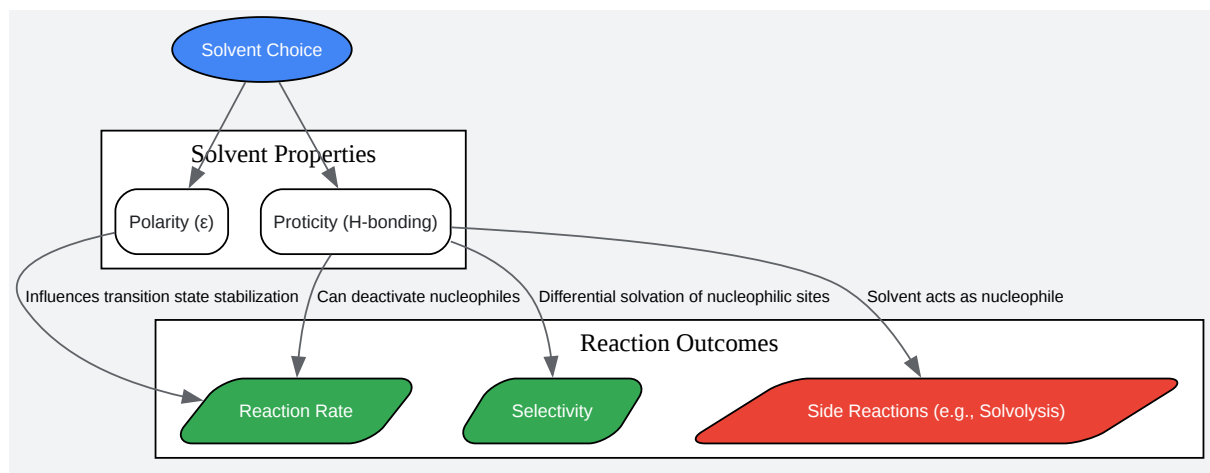 Solvent Choice
Solvent Properties
Polarity (ε)
Proticity (H-bonding)
Influences transition state stabilization
Can deactivate nucleophiles
Differential solvation of nucleophilic sites
Solvent acts as nucleophile
Reaction Outcomes
Reaction Rate
Selectivity
Side Reactions (e.g., Solvolysis)